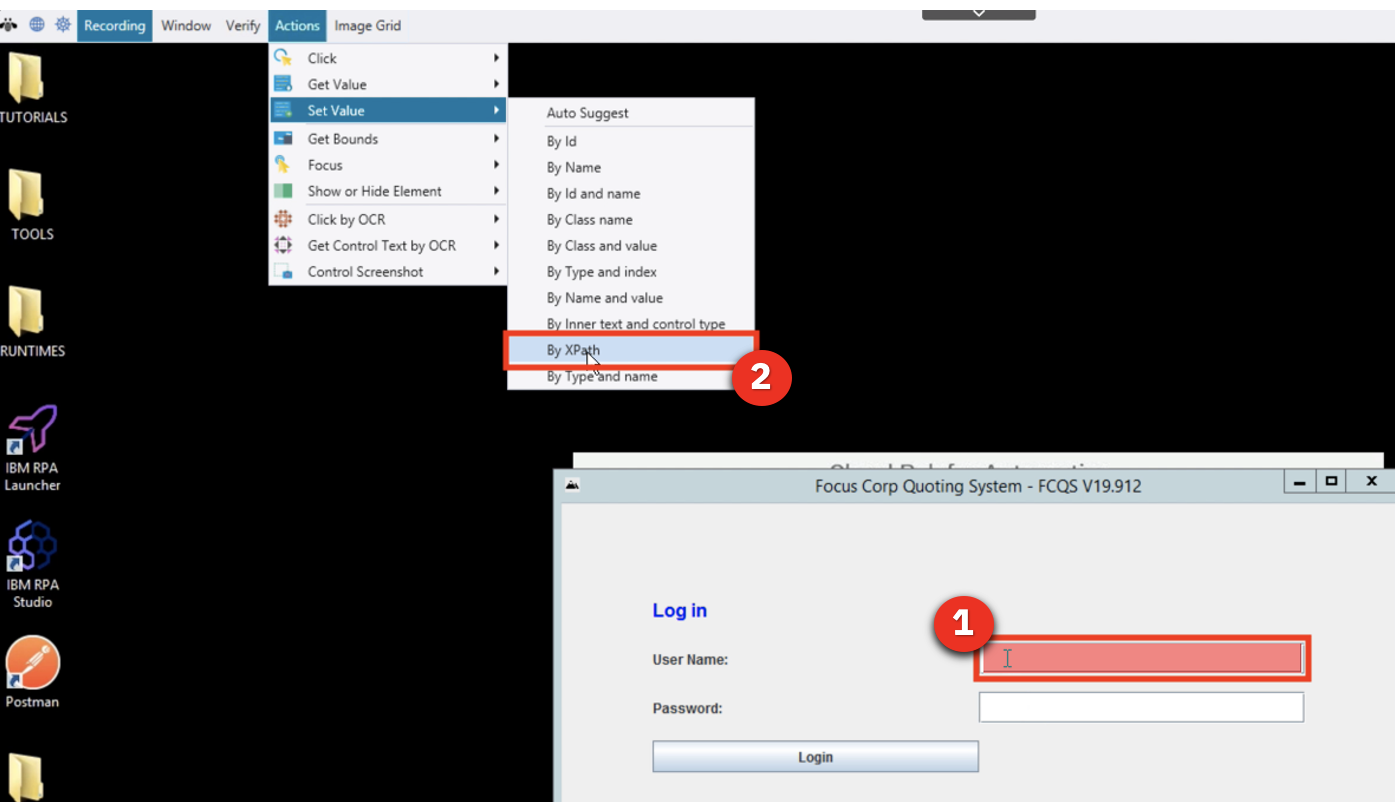 Recording Window Verify Actions Image Grid
TUTORIALS
TOOLS
RUNTIMES
IBM RPA
Launcher
IBM RPA
Studio
Postman
Click
Get Value
Set Value
Get Bounds
Focus
Show or Hide Element
Click by OCR
Get Control Text by OCR
Control Screenshot
Auto Suggest
By Id
By Name
By Id and name
By Class name
By Class and value
By Type and index
By Name and value
By Inner text and control type
By XPath
2
By Type and name
Focus Corp Quoting System - FCQS V19.912
Log in
1
User Name:
Password:
Login